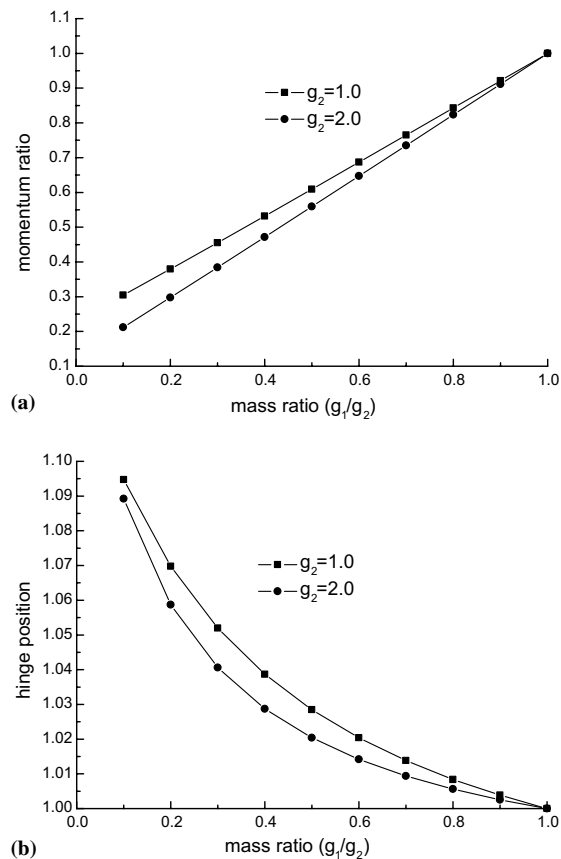 1.1
1.0
0.9
0.8
0.7
0.6
0.5
0.4
0.3
0.2
0.1
momentum ratio
g₂=1.0
g₂=2.0
0.0 0.2 0.4 0.6 0.8 1.0
mass ratio (g₁/g₂)
(a)
1.10
1.09
1.08
1.07
1.06
1.05
1.04
1.03
1.02
1.01
1.00
hinge position
g₂=1.0
g₂=2.0
0.0 0.2 0.4 0.6 0.8 1.0
mass ratio (g₁/g₂)
(b)